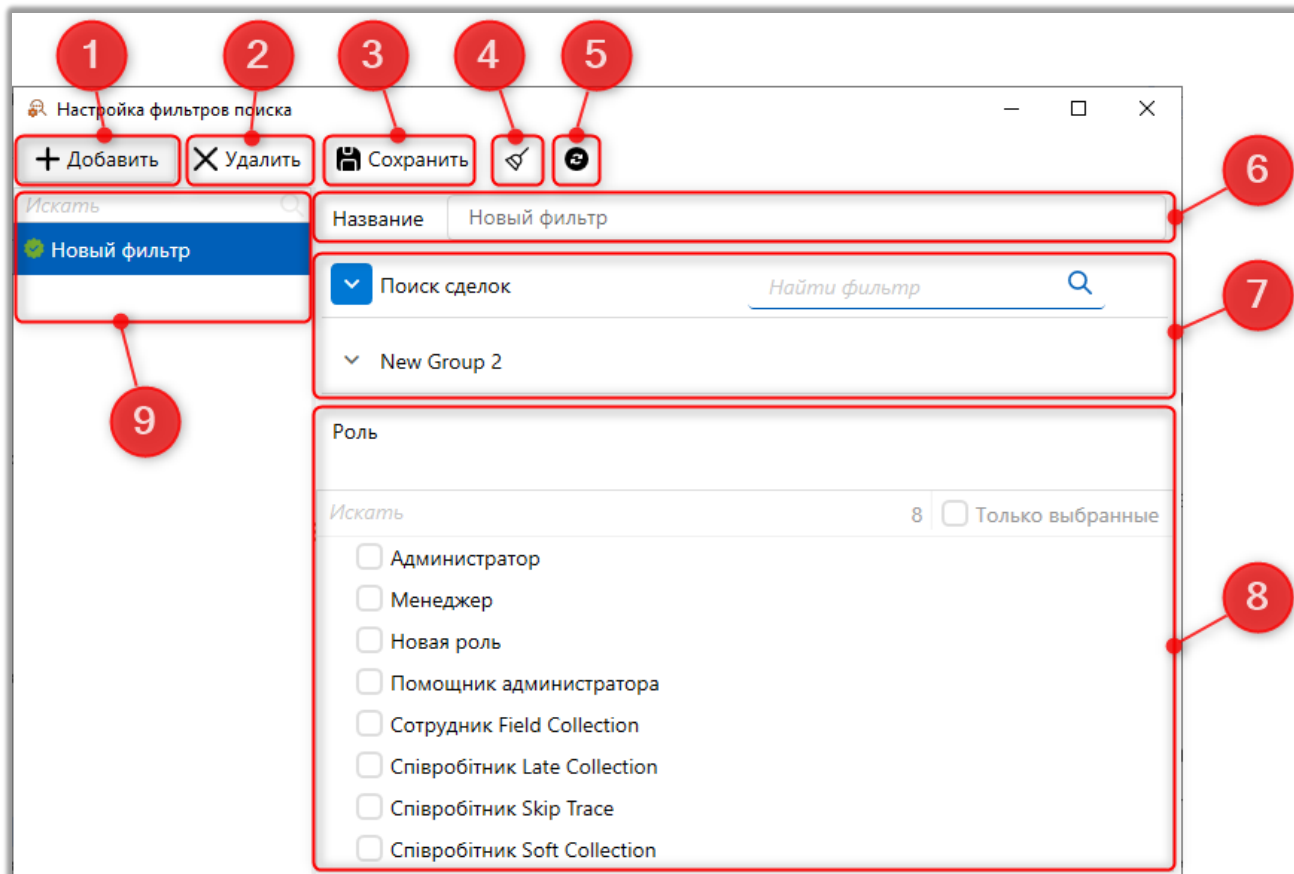 1 2 3 4 5
Настройка фильтров поиска
Добавить Удалить Сохранить
Искать
Название Новый фильтр
6
Новый фильтр
Поиск сделок Найти фильтр
7
New Group 2
9
Роль
Искать 8 Только выбранные
Администратор
Менеджер
8
Новая роль
Помощник администратора
Сотрудник Field Collection
Співробітник Late Collection
Співробітник Skip Trace
Співробітник Soft Collection